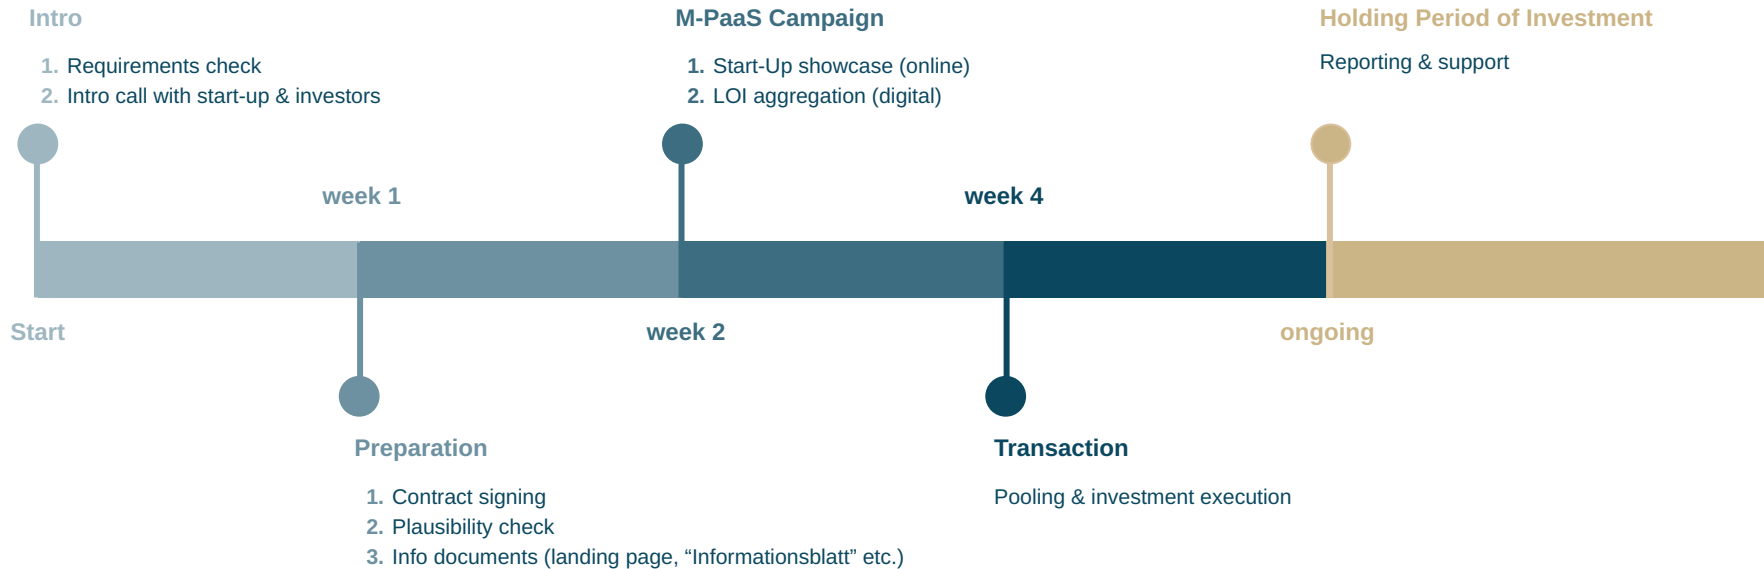 Intro
1. Requirements check
2. Intro call with start-up & investors
M-PaaS Campaign
1. Start-Up showcase (online)
2. LOI aggregation (digital)
Holding Period of Investment
Reporting & support
week 1
week 4
Start
week 2
ongoing
Preparation
1. Contract signing
2. Plausibility check
3. Info documents (landing page, “Informationsblatt” etc.)
Transaction
Pooling & investment execution